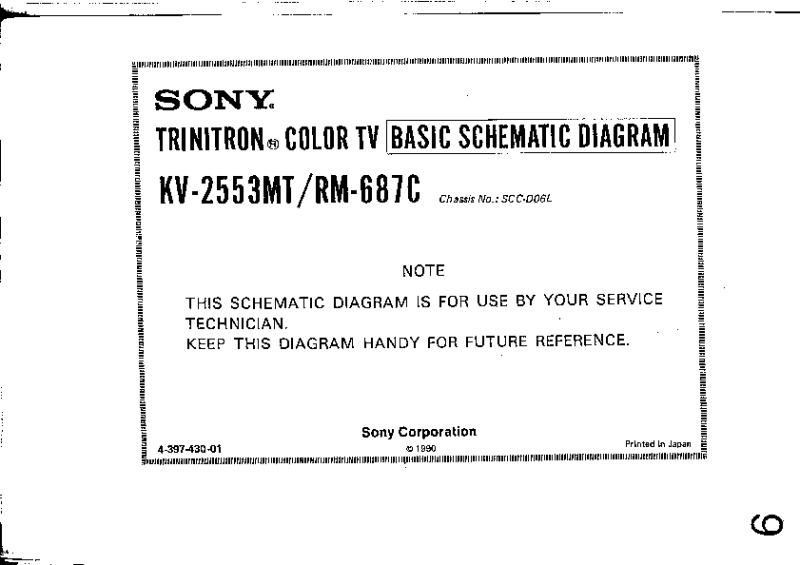 SONY.
TRINITRON® COLOR TV BASIC SCHEMATIC DIAGRAM
KV-2553MT/RM-687C Chassis No.: SCC-D06L
NOTE
THIS SCHEMATIC DIAGRAM IS FOR USE BY YOUR SERVICE
TECHNICIAN.
KEEP THIS DIAGRAM HANDY FOR FUTURE REFERENCE.
Sony Corporation
4-397-430-01
© 1990
Printed in Japan
6